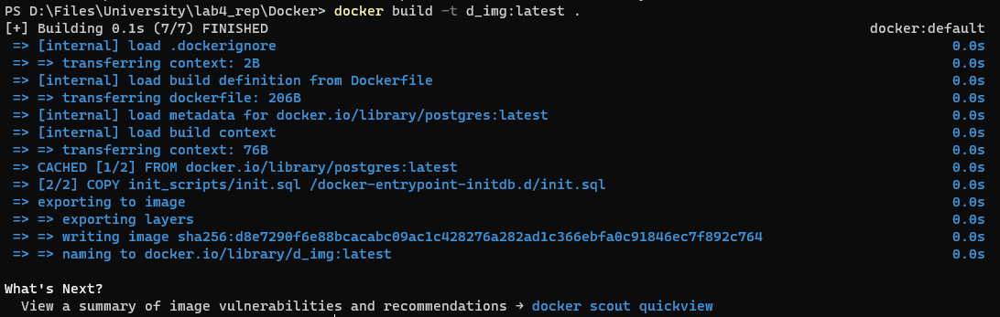 PS D:\Files\University\lab4_rep\Docker> docker build -t d_img:latest .
[+] Building 0.1s (7/7) FINISHED docker:default
=> [internal] load .dockerignore 0.0s
=> => transferring context: 2B 0.0s
=> [internal] load build definition from Dockerfile 0.0s
=> => transferring dockerfile: 206B 0.0s
=> [internal] load metadata for docker.io/library/postgres:latest 0.0s
=> [internal] load build context 0.0s
=> => transferring context: 76B 0.0s
=> CACHED [1/2] FROM docker.io/library/postgres:latest 0.0s
=> [2/2] COPY init_scripts/init.sql /docker-entrypoint-initdb.d/init.sql 0.0s
=> exporting to image 0.0s
=> => exporting layers 0.0s
=> => writing image sha256:d8e7290f6e88bcacabc09ac1c428276a282ad1c366ebfa0c91846ec7f892c764 0.0s
=> => naming to docker.io/library/d_img:latest 0.0s
What's Next?
View a summary of image vulnerabilities and recommendations → docker scout quickview